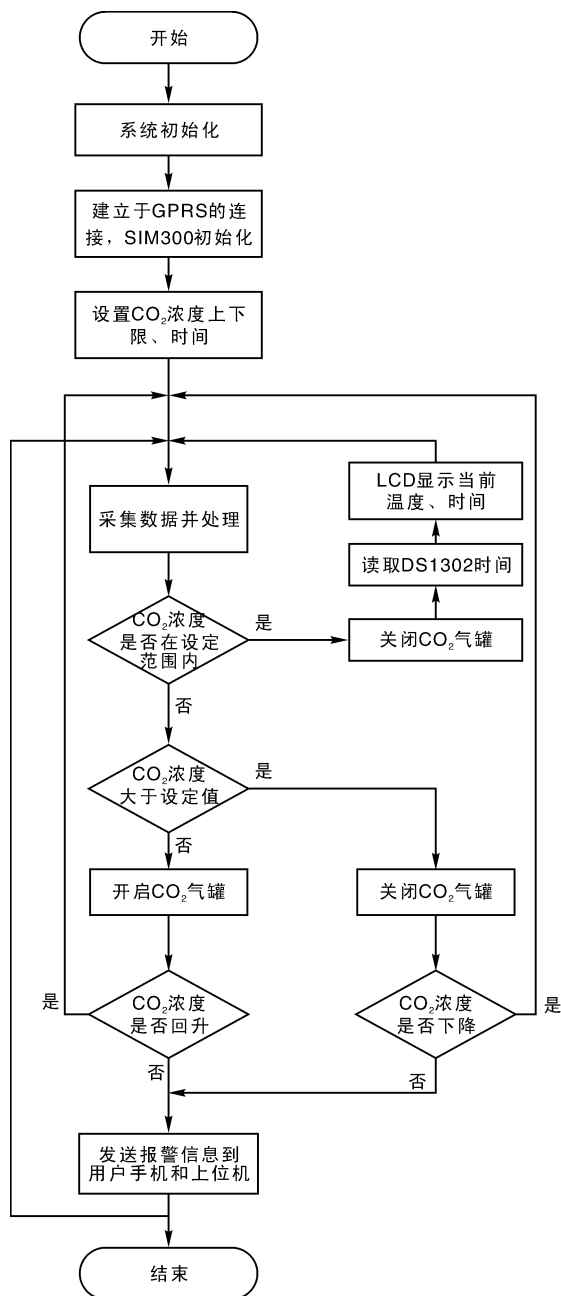 开始
系统初始化
建立于GPRS的连
接，SIM300初始化
设置CO₂浓度上下
限、时间
采集数据并处理
LCD显示当前
温度、时间
读取DS1302时间
关闭CO₂气罐
CO₂浓度
是否在设定
范围内
是
否
CO₂浓度
大于设定值
是
否
开启CO₂气罐
关闭CO₂气罐
CO₂浓度
是否回升
是
否
CO₂浓度
是否下降
是
否
发送报警信息到
用户手机和上位机
结束